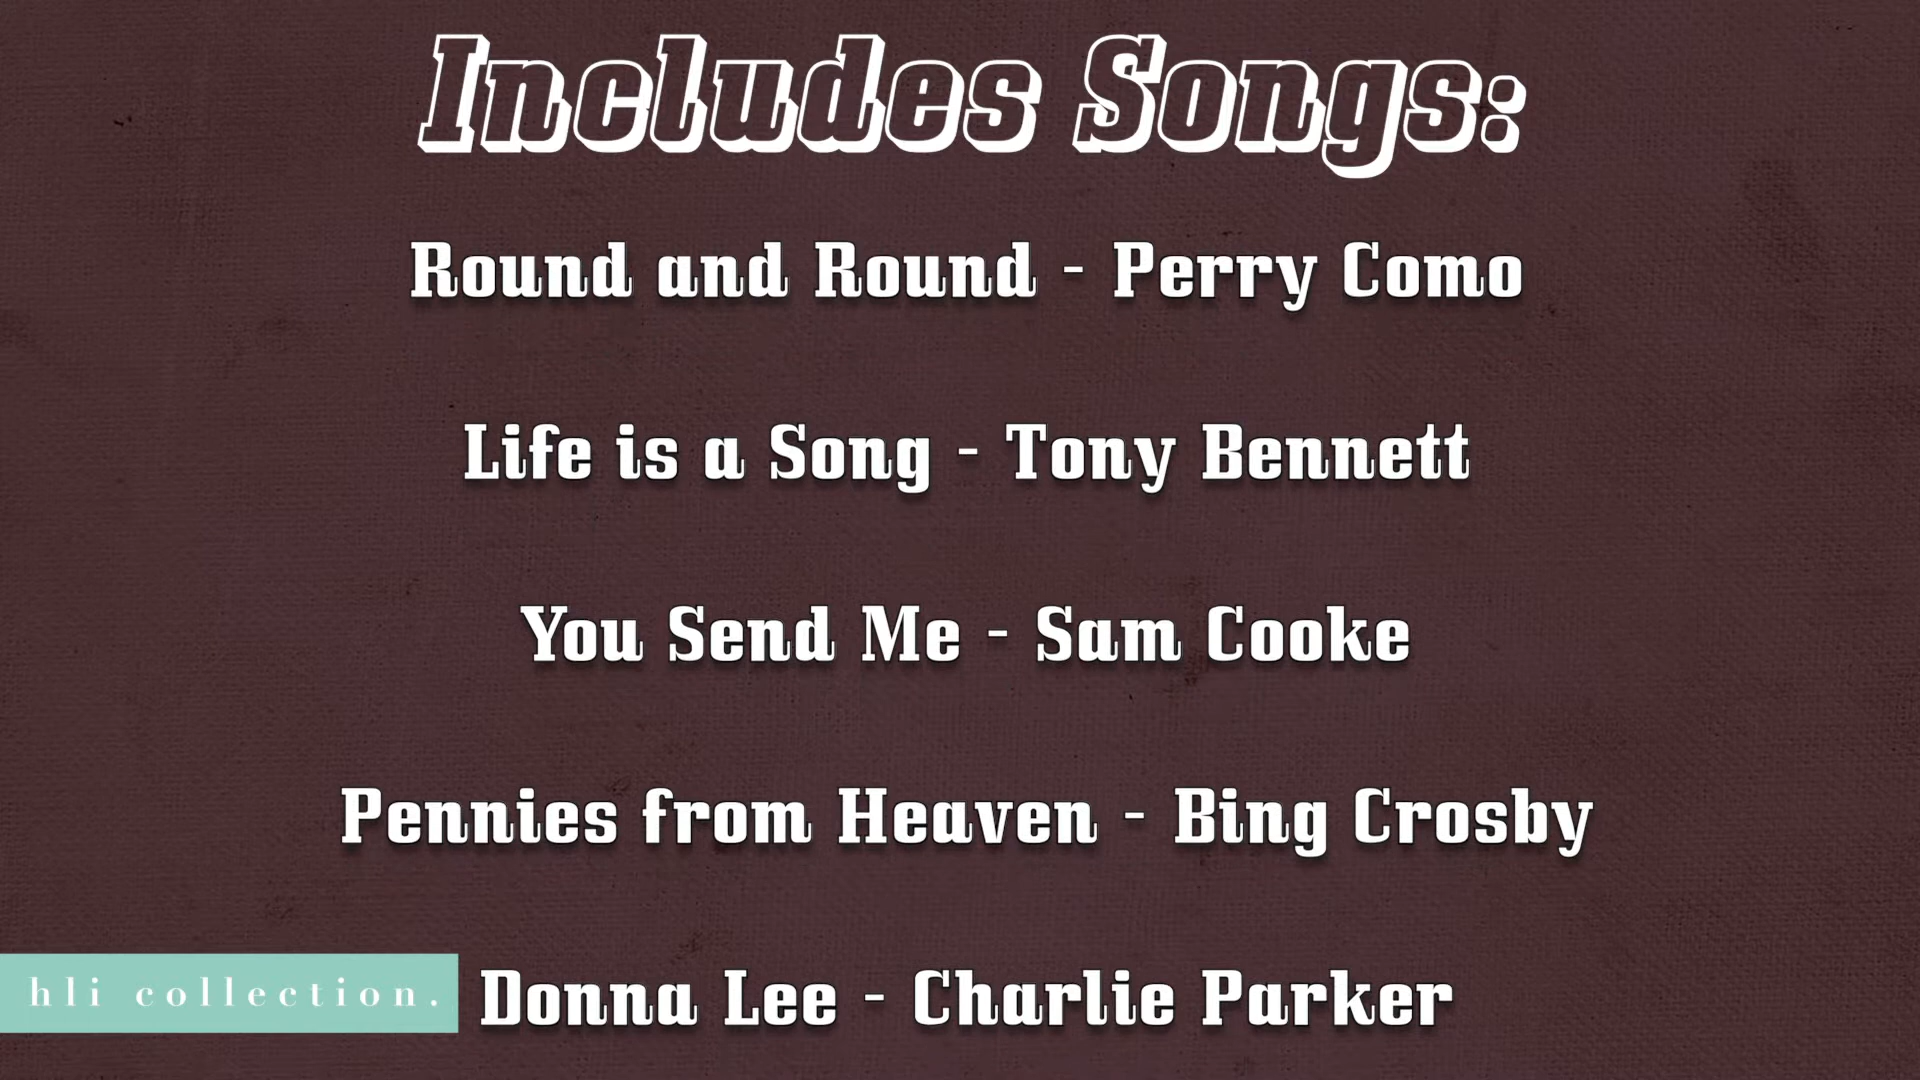 Includes Songs:
Round and Round - Perry Como
Life is a Song - Tony Bennett
You Send Me - Sam Cooke
Pennies from Heaven - Bing Crosby
hli collection.
Donna Lee - Charlie Parker